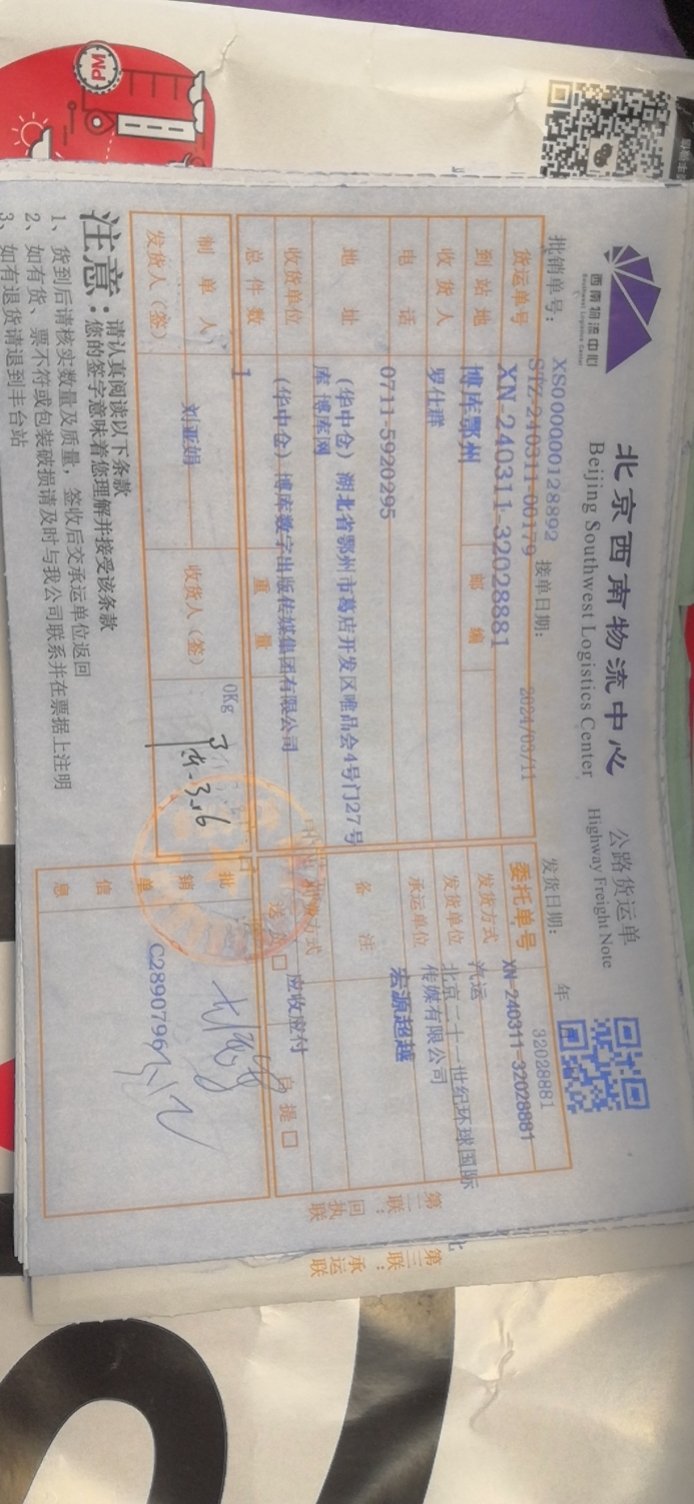 西南物流中心
Southwest Logistics Center
北京西南物流中心
Beijing Southwest Logistics Center
公路货运单
Highway Freight Note
批销单号： XS000000128892 接单日期： 2024/03/11 发货日期： 年
STZ-240311-00179
32028881
货运单号 XN-240311-32028881 委托单号 XN-240311-32028881
到站地 博库鄂州 邮编 发货方式 汽运
收货人 罗仕群 发货单位 北京二十一世纪环球国际传媒有限公司
电话 0711-5920295 承运单位 宏源超越
地址 (华中仓) 湖北省鄂州市葛店开发区唯品会4号门27号 备注
库 博库网
收货单位 (华中仓) 博库数字出版传媒集团有限公司 方式 应收应付
总件数 1 重量 0Kg 送货 □ 自提 □
制单人 刘亚娟 收货人（签）
发货人（签）
批销单信息 C2890796
第二联：回执联
第三联：承运联
注意：
请认真阅读以下条款
您的签字意味着您理解并接受该条款
1、货到后请核实数量及质量，签收后交承运单位返回
2、如有货、票不符或包装破损请及时与我公司联系并在票据上注明
3、如有退货请退到丰台站
PM